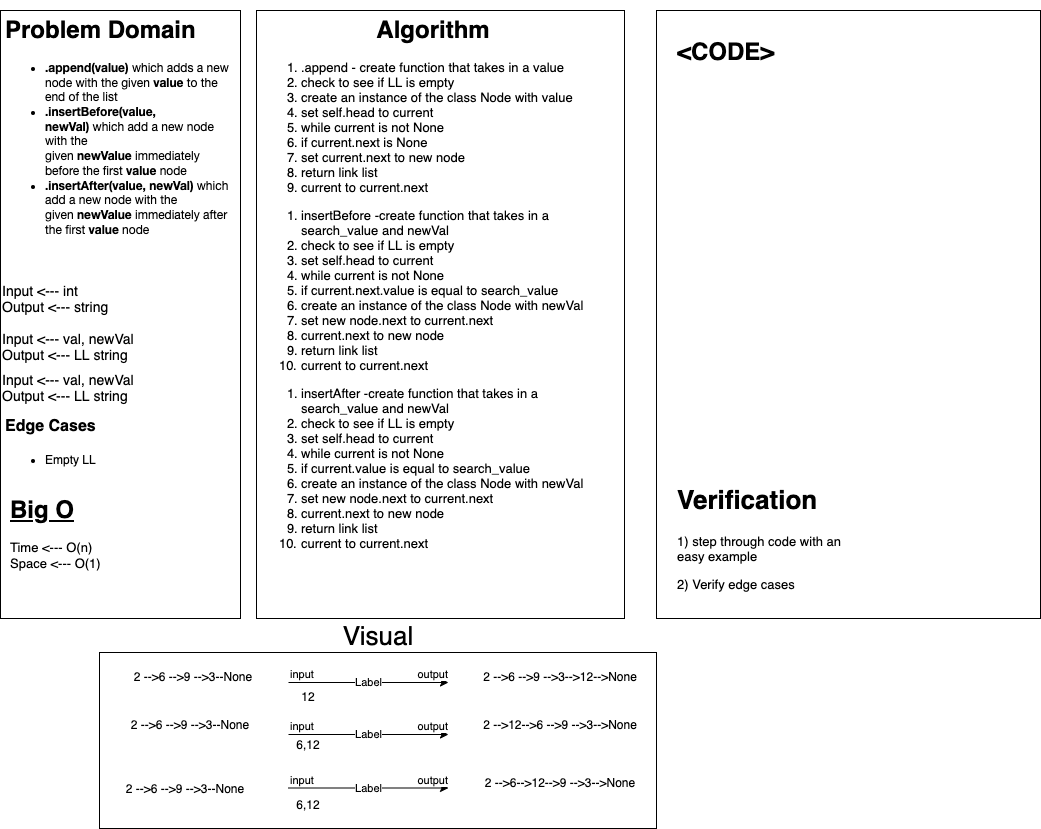 Problem Domain
• .append(value) which adds a new
node with the given value to the
end of the list
• .insertBefore(value,
newVal) which add a new node
with the
given newValue immediately
before the first value node
• .insertAfter(value, newVal) which
add a new node with the
given newValue immediately after
the first value node
Input <--- int
Output <--- string
Input <--- val, newVal
Output <--- LL string
Input <--- val, newVal
Output <--- LL string
Edge Cases
• Empty LL
Big O
Time <--- O(n)
Space <--- O(1)
Algorithm
1. .append - create function that takes in a value
2. check to see if LL is empty
3. create an instance of the class Node with value
4. set self.head to current
5. while current is not None
6. if current.next is None
7. set current.next to new node
8. return link list
9. current to current.next
1. insertBefore -create function that takes in a
search_value and newVal
2. check to see if LL is empty
3. set self.head to current
4. while current is not None
5. if current.next.value is equal to search_value
6. create an instance of the class Node with newVal
7. set new node.next to current.next
8. current.next to new node
9. return link list
10. current to current.next
1. insertAfter -create function that takes in a
search_value and newVal
2. check to see if LL is empty
3. set self.head to current
4. while current is not None
5. if current.value is equal to search_value
6. create an instance of the class Node with newVal
7. set new node.next to current.next
8. current.next to new node
9. return link list
10. current to current.next
<CODE>
Verification
1) step through code with an
easy example
2) Verify edge cases
Visual
2 -->6 -->9 -->3--None
input
Label
output
12
2 -->6 -->9 -->3-->12-->None
2 -->6 -->9 -->3--None
input
Label
output
6,12
2 -->12-->6 -->9 -->3-->None
2 -->6 -->9 -->3--None
input
Label
output
6,12
2 -->6-->12-->9 -->3-->None